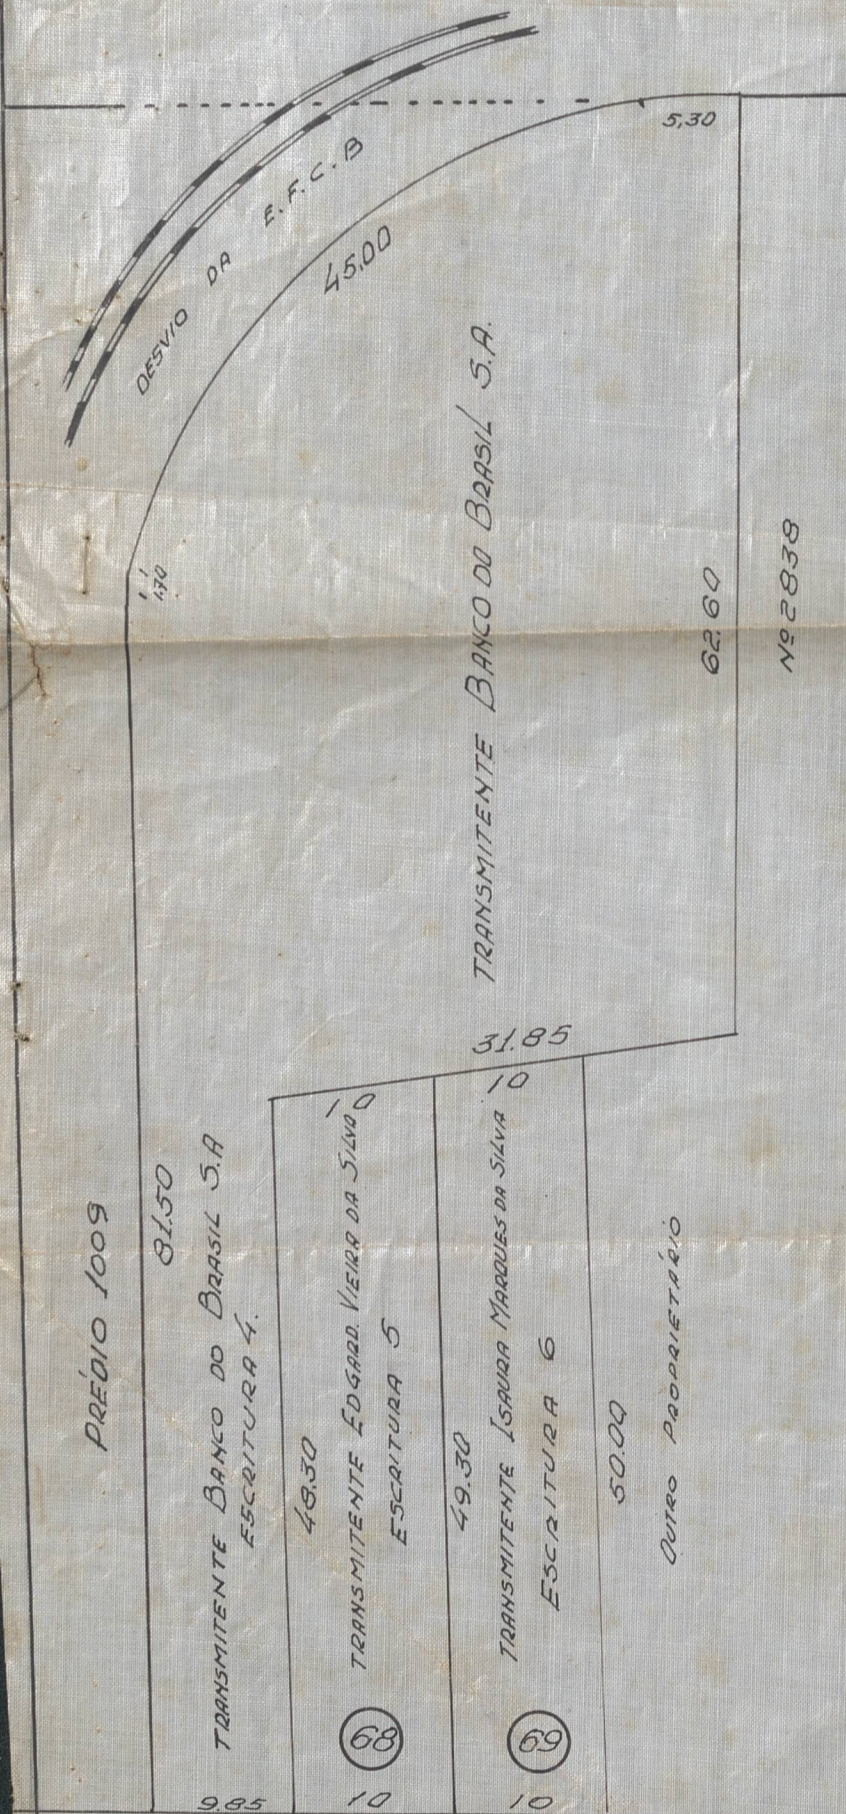 5,30
DESVIO DA E.F.C.B
45,00
1,70
TRANSMITENTE BANCO DO BRASIL S.A.
62.60
Nº 2838
31.85
10
10
PRÉDIO 1009
81.50
TRANSMITENTE BANCO DO BRASIL S.A
ESCRITURA 4.
48.30
TRANSMITENTE EDGARD VIEIRA DA SILVA
ESCRITURA 5
49.30
TRANSMITENTE ISAURA MARQUES DA SILVA
ESCRITURA 6
50.00
OUTRO PROPRIETÁRIO
68
69
9.85
10
10